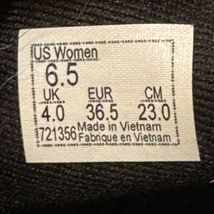 US Women
6.5
UK EUR CM
4.0 36.5 23.0
721356 Made in Vietnam
Fabrique en Vietnam